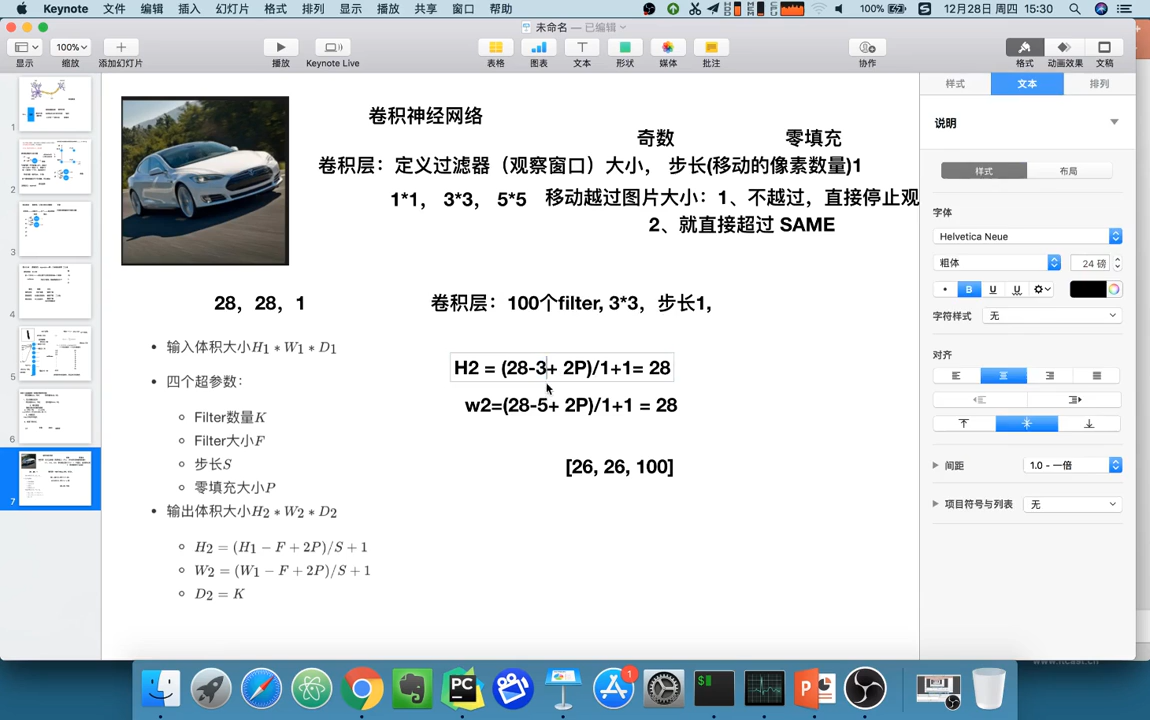 Keynote 文件 编辑 插入 幻灯片 格式 排列 显示 播放 共享 窗口 帮助 100% 12月28日 周四 15:30
未命名 — 已编辑
100%
显示 缩放 添加幻灯片 播放 Keynote Live 表格 图表 文本 形状 媒体 批注 协作 格式 动画效果 文稿
样式 文本 排列
卷积神经网络
说明
奇数 零填充
卷积层：定义过滤器（观察窗口）大小， 步长(移动的像素数量)1
样式 布局
1*1， 3*3， 5*5 移动越过图片大小：1、不越过，直接停止观
2、就直接超过 SAME
字体
Helvetica Neue
粗体 24 磅
B U U
28，28，1 卷积层：100个filter, 3*3，步长1,
字符样式 无
输入体积大小H1 ∗ W1 ∗ D1
对齐
四个超参数：
H2 = (28-3+ 2P)/1+1= 28
w2=(28-5+ 2P)/1+1 = 28
Filter数量K
Filter大小F
步长S
[26, 26, 100]
间距 1.0 - 一倍
零填充大小P
项目符号与列表 无
输出体积大小H2 ∗ W2 ∗ D2
H2 = (H1 − F + 2P)/S + 1
W2 = (W1 − F + 2P)/S + 1
D2 = K
1
2
3
4
5
6
7
PC
1
$
P